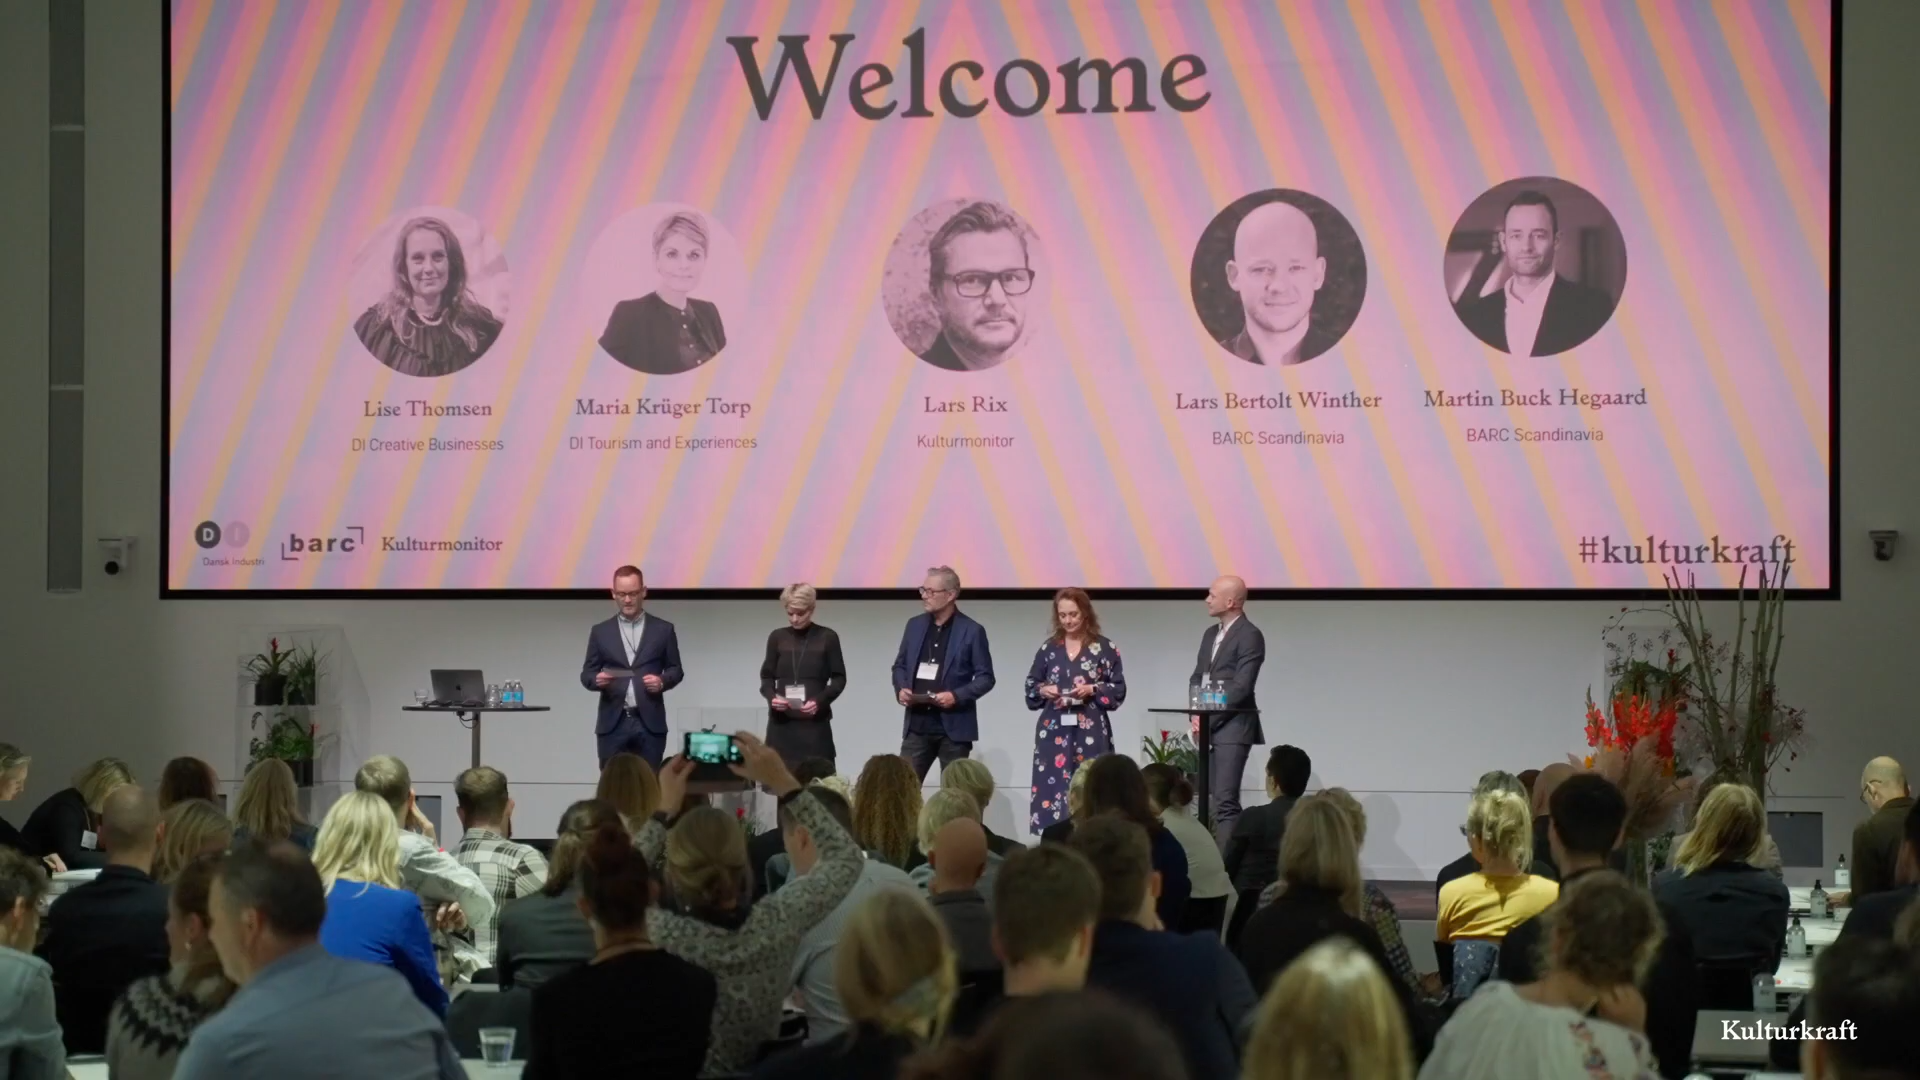 Welcome
Lise Thomsen
DI Creative Businesses
Maria Krüger Torp
DI Tourism and Experiences
Lars Rix
Kulturmonitor
Lars Bertolt Winther
BARC Scandinavia
Martin Buck Hegaard
BARC Scandinavia
DI
Dansk Industri
barc
Kulturmonitor
#kulturkraft
Kulturkraft